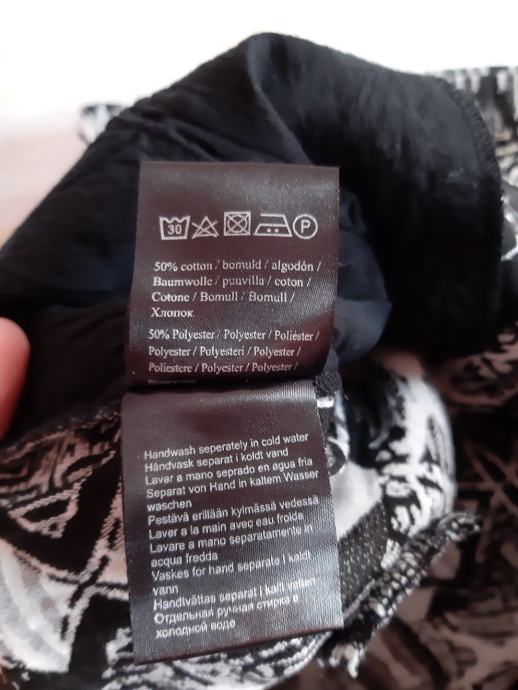 30 P
50% cotton / bomuld / algodón /
Baumwolle / puuvilla / coton /
Cotone / Bomull / Bomull /
Хлопок
50% Polyester / Polyester / Poliéster /
Polyester / Polyesteri / Polyester /
Poliestere / Polyester / Polyester /
Handwash seperately in cold water
Håndvask separat i koldt vand
Lavar a mano seprado en agua fria
Separat von Hand in kaltem Wasser
waschen
Pestävä erillään kylmässä vedessä
Laver a la main avec eau froida
Lavare a mano separatamente in
acqua fredda
Vaskes for hand separate i kaldt
vann
Handtvättas separat i kallt vatten
Отдельная ручная стирка в
холодной воде